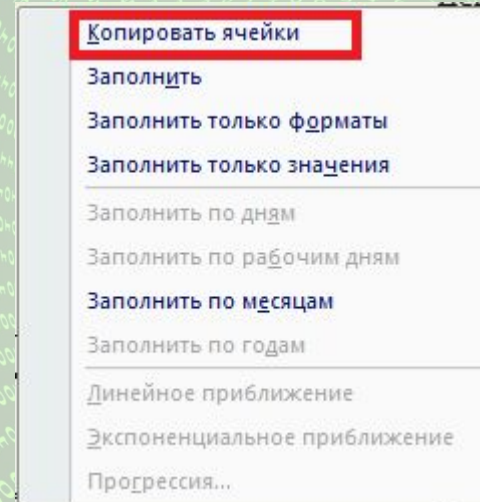 Копировать ячейки
Заполнить
Заполнить только форматы
Заполнить только значения
Заполнить по дням
Заполнить по рабочим дням
Заполнить по месяцам
Заполнить по годам
Линейное приближение
Экспоненциальное приближение
Прогрессия...